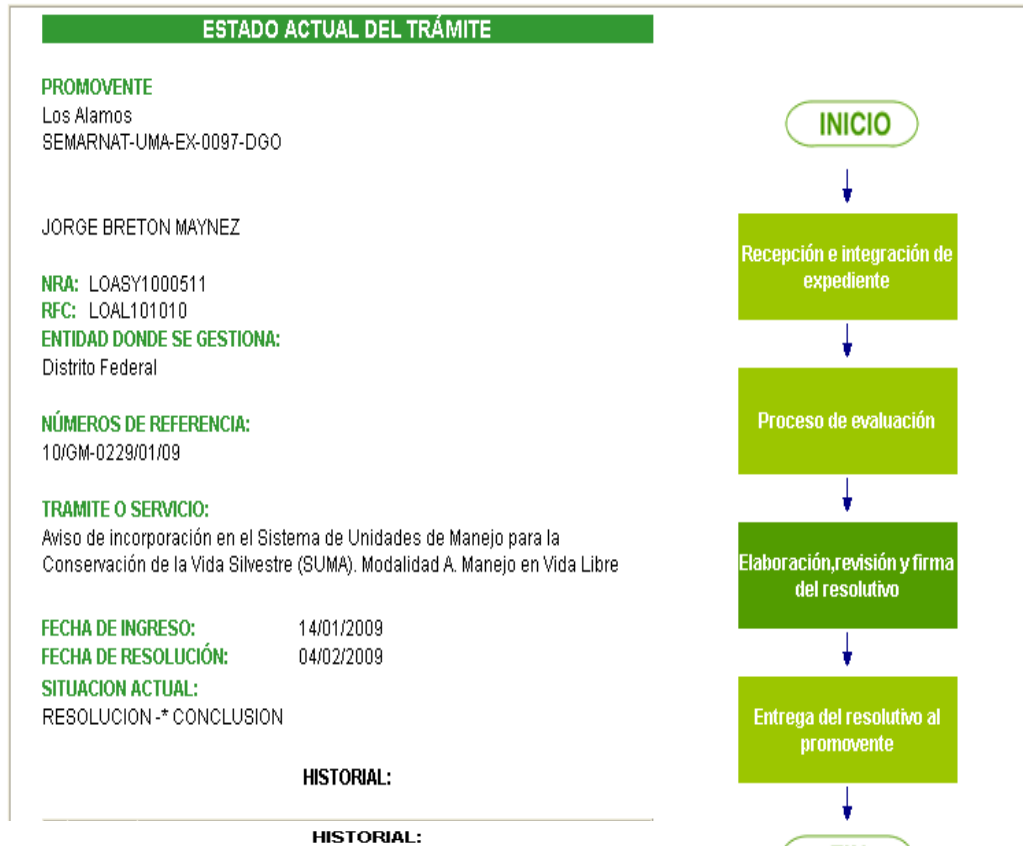 ESTADO ACTUAL DEL TRÁMITE
PROMOVENTE
Los Alamos
SEMARNAT-UMA-EX-0097-DGO
JORGE BRETON MAYNEZ
NRA: LOASY1000511
RFC: LOAL101010
ENTIDAD DONDE SE GESTIONA:
Distrito Federal
NÚMEROS DE REFERENCIA:
10/GM-0229/01/09
TRAMITE O SERVICIO:
Aviso de incorporación en el Sistema de Unidades de Manejo para la
Conservación de la Vida Silvestre (SUMA). Modalidad A. Manejo en Vida Libre
FECHA DE INGRESO: 14/01/2009
FECHA DE RESOLUCIÓN: 04/02/2009
SITUACION ACTUAL:
RESOLUCION -* CONCLUSION
HISTORIAL:
HISTORIAL:
INICIO
Recepción e integración de
expediente
Proceso de evaluación
Elaboración,revisión y firma
del resolutivo
Entrega del resolutivo al
promovente